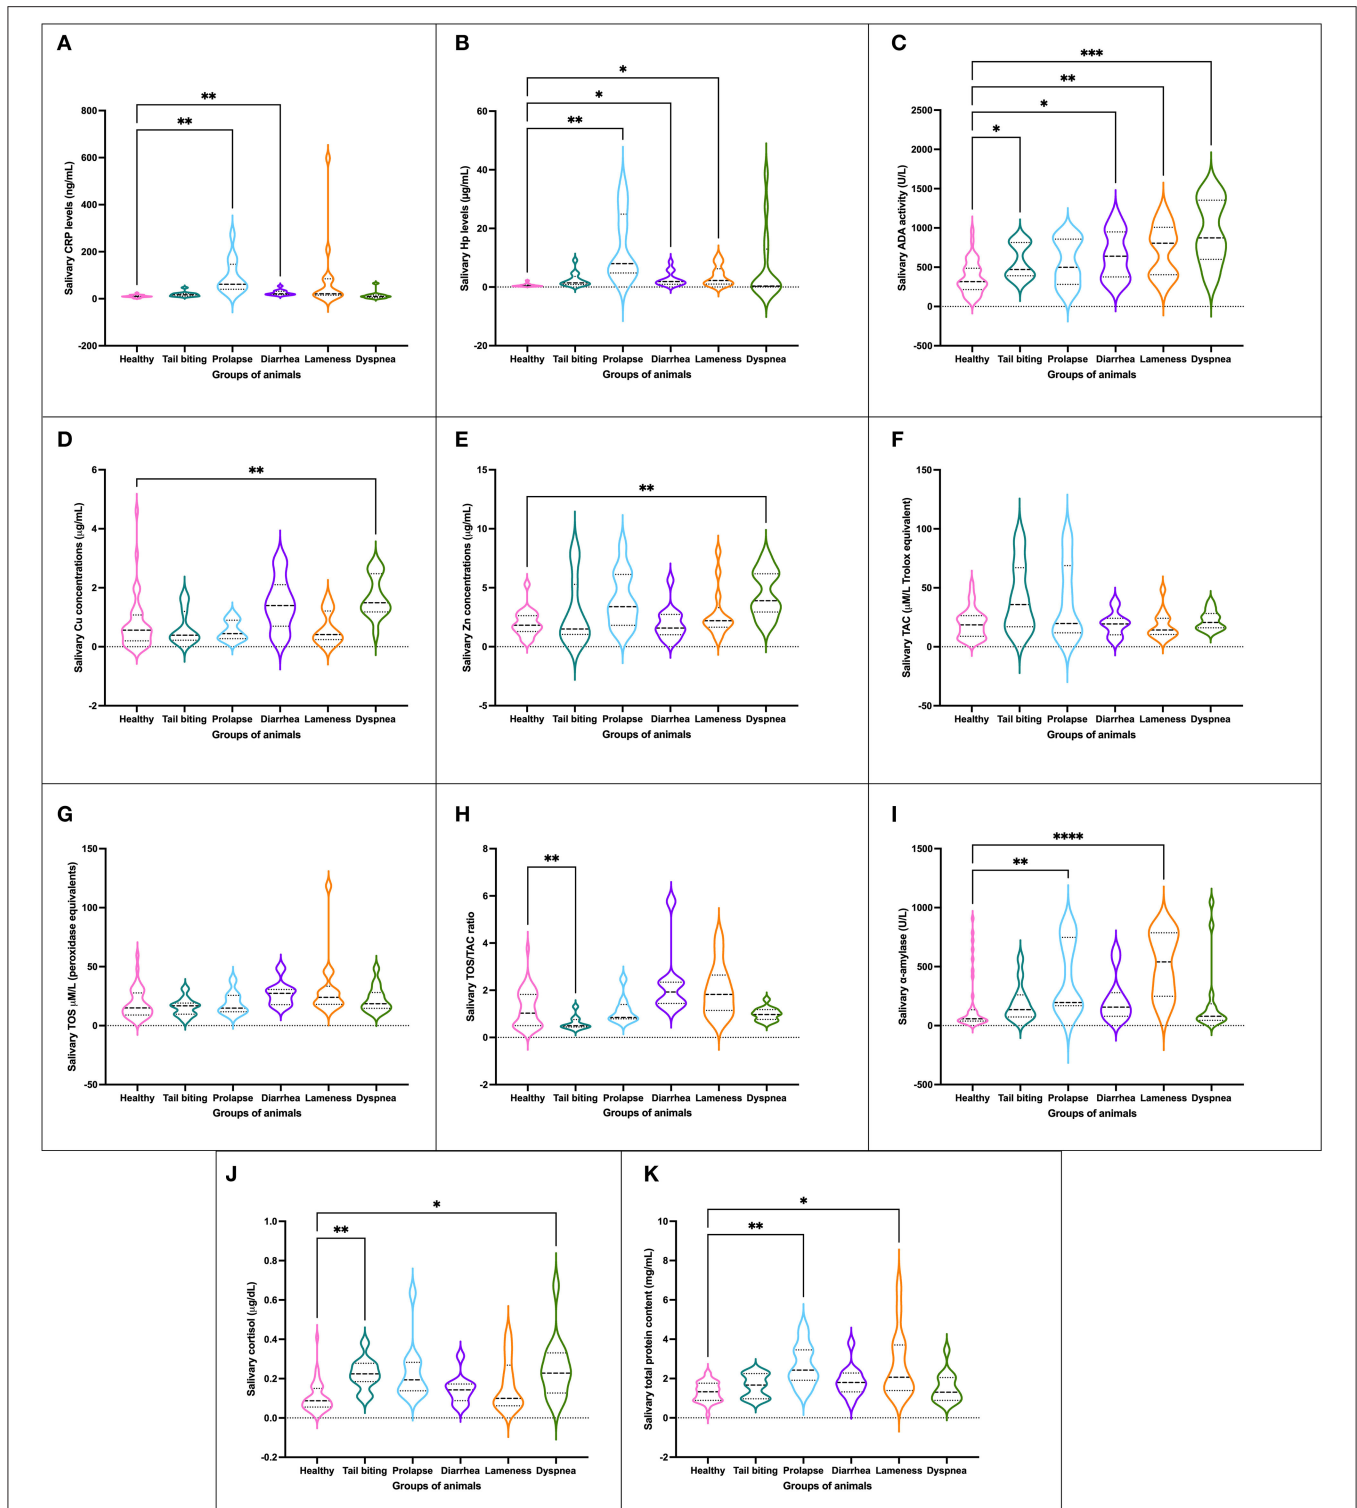 A
**
**
800
600
400
200
0
-200
Salivary CRP levels (ng/mL)
Healthy Tail biting Prolapse Diarrhea Lameness Dyspnea
Groups of animals
B
*
*
**
60
40
20
0
-20
Salivary Hp levels (µg/mL)
Healthy Tail biting Prolapse Diarrhea Lameness Dyspnea
Groups of animals
C
***
**
*
*
2500
2000
1500
1000
500
0
-500
Salivary ADA activity (U/L)
Healthy Tail biting Prolapse Diarrhea Lameness Dyspnea
Groups of animals
D
**
6
4
2
0
-2
Salivary Cu concentrations (µg/mL)
Healthy Tail biting Prolapse Diarrhea Lameness Dyspnea
Groups of animals
E
**
15
10
5
0
-5
Salivary Zn concentrations (µg/mL)
Healthy Tail biting Prolapse Diarrhea Lameness Dyspnea
Groups of animals
F
150
100
50
0
-50
Salivary TAC (µM/L Trolox equivalent)
Healthy Tail biting Prolapse Diarrhea Lameness Dyspnea
Groups of animals
G
150
100
50
0
-50
Salivary TOS µM/L (peroxidase equivalents)
Healthy Tail biting Prolapse Diarrhea Lameness Dyspnea
Groups of animals
H
**
8
6
4
2
0
-2
Salivary TOS/TAC ratio
Healthy Tail biting Prolapse Diarrhea Lameness Dyspnea
Groups of animals
I
****
**
1500
1000
500
0
-500
Salivary α-amylase (U/L)
Healthy Tail biting Prolapse Diarrhea Lameness Dyspnea
Groups of animals
J
*
**
1.0
0.8
0.6
0.4
0.2
0.0
-0.2
Salivary cortisol (µg/dL)
Healthy Tail biting Prolapse Diarrhea Lameness Dyspnea
Groups of animals
K
*
**
10
8
6
4
2
0
-2
Salivary total protein content (mg/mL)
Healthy Tail biting Prolapse Diarrhea Lameness Dyspnea
Groups of animals